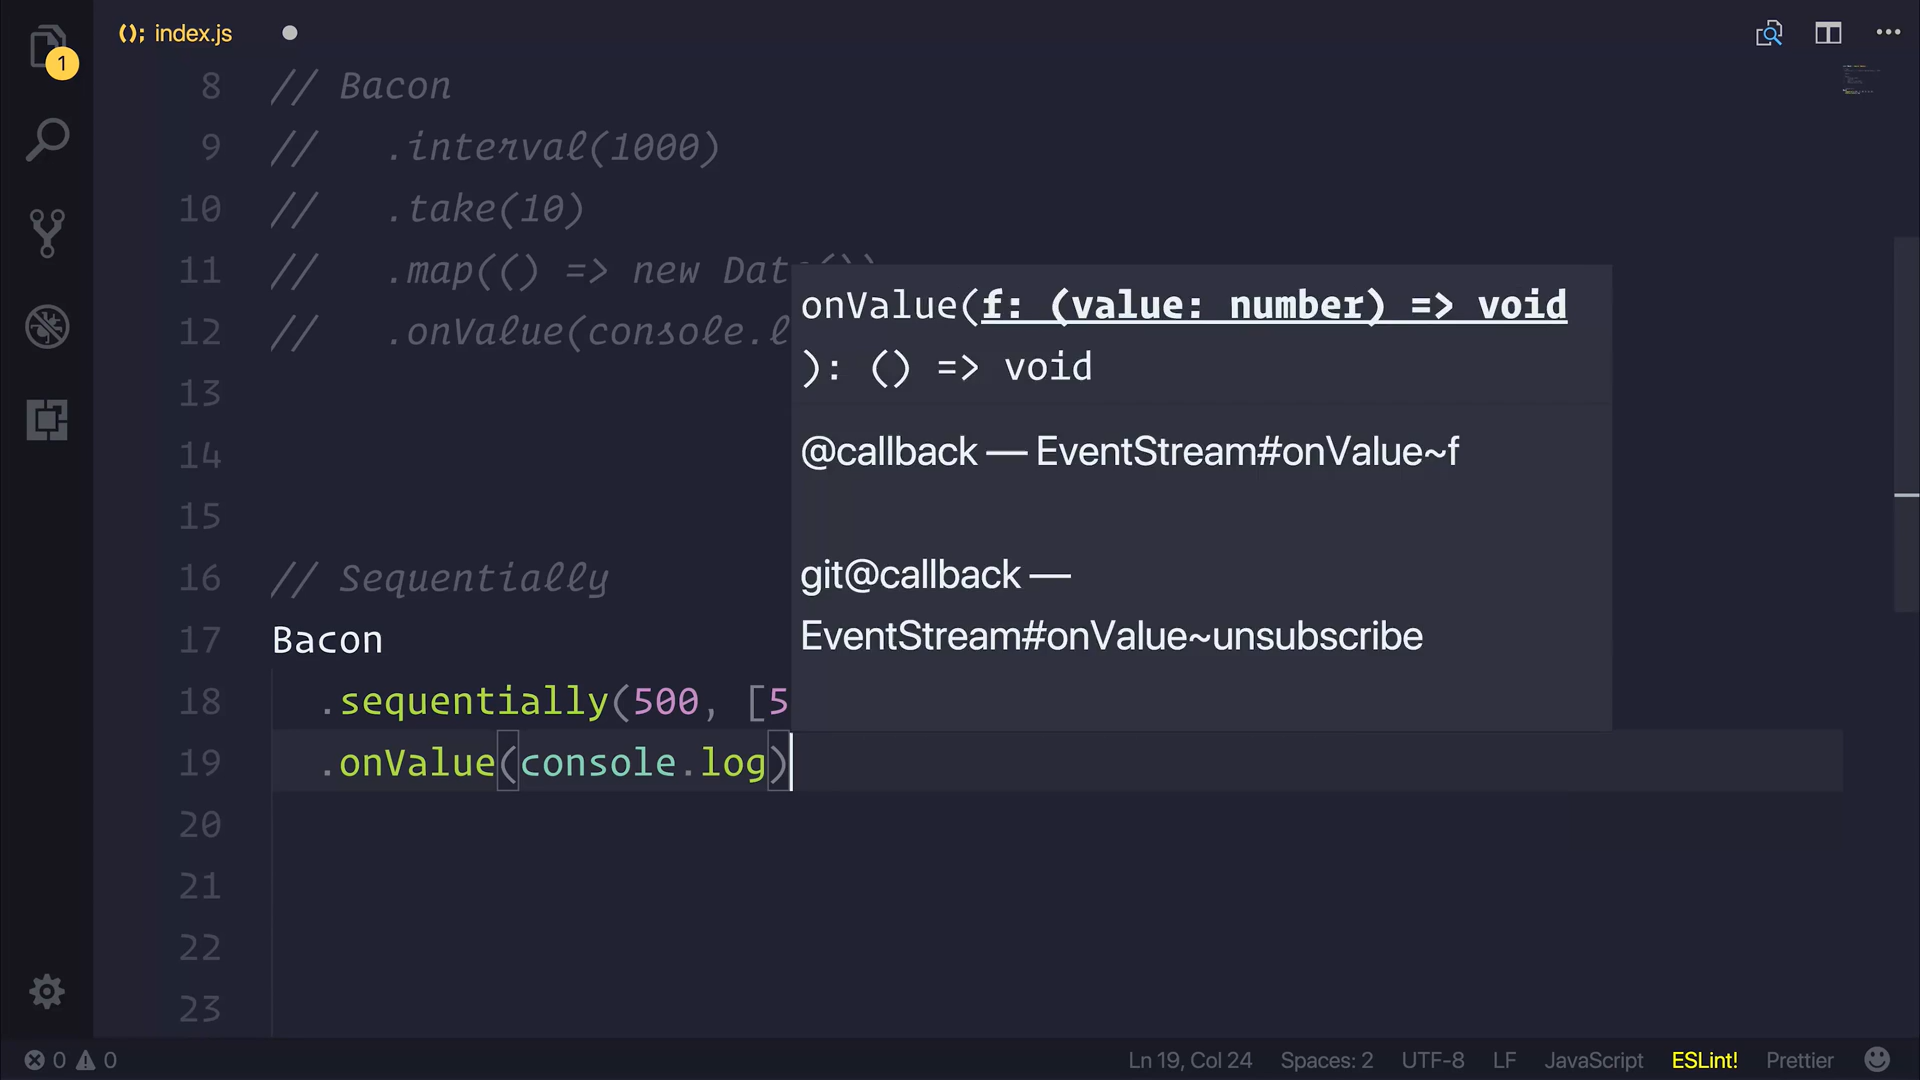 1
(); index.js
8 // Bacon
9 // .interval(1000)
10 // .take(10)
11 // .map(() => new Date())
12 // .onValue(console.l
13
14
15
16 // Sequentially
17 Bacon
18 .sequentially(500, [5
19 .onValue(console.log)
20
21
22
23
onValue(f: (value: number) => void
): () => void
@callback — EventStream#onValue~f
git@callback —
EventStream#onValue~unsubscribe
0 0 Ln 19, Col 24 Spaces: 2 UTF-8 LF JavaScript ESLint! Prettier